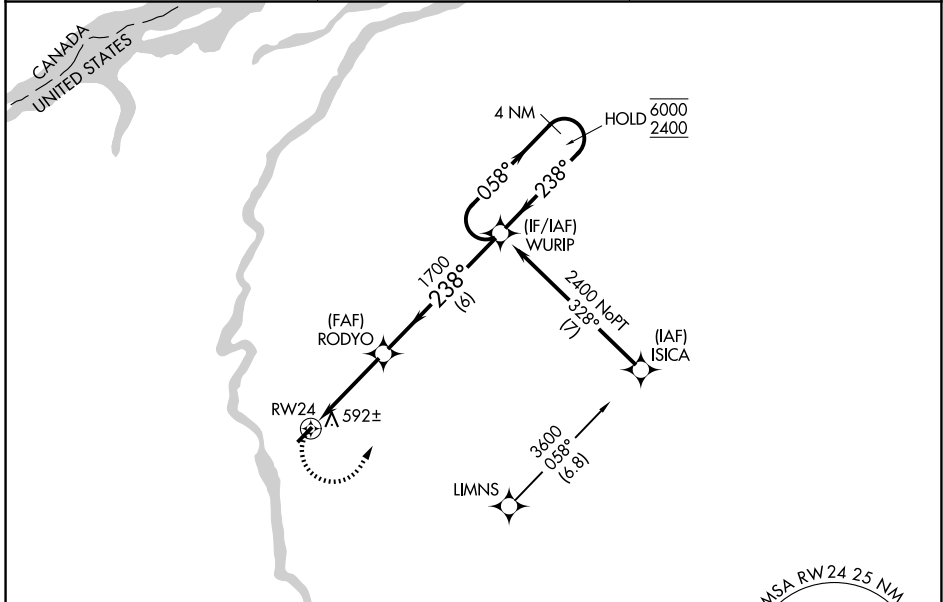 CANADA
UNITED STATES
4 NM
HOLD 6000
2400
058°
238°
(IF/IAF)
WURIP
1700
238°
(6)
2400 NoPT
328°
(7)
(FAF)
RODYO
(IAF)
ISICA
RW24
592±
3600
058°
(6.8)
LIMNS
MSA RW24 25 NM